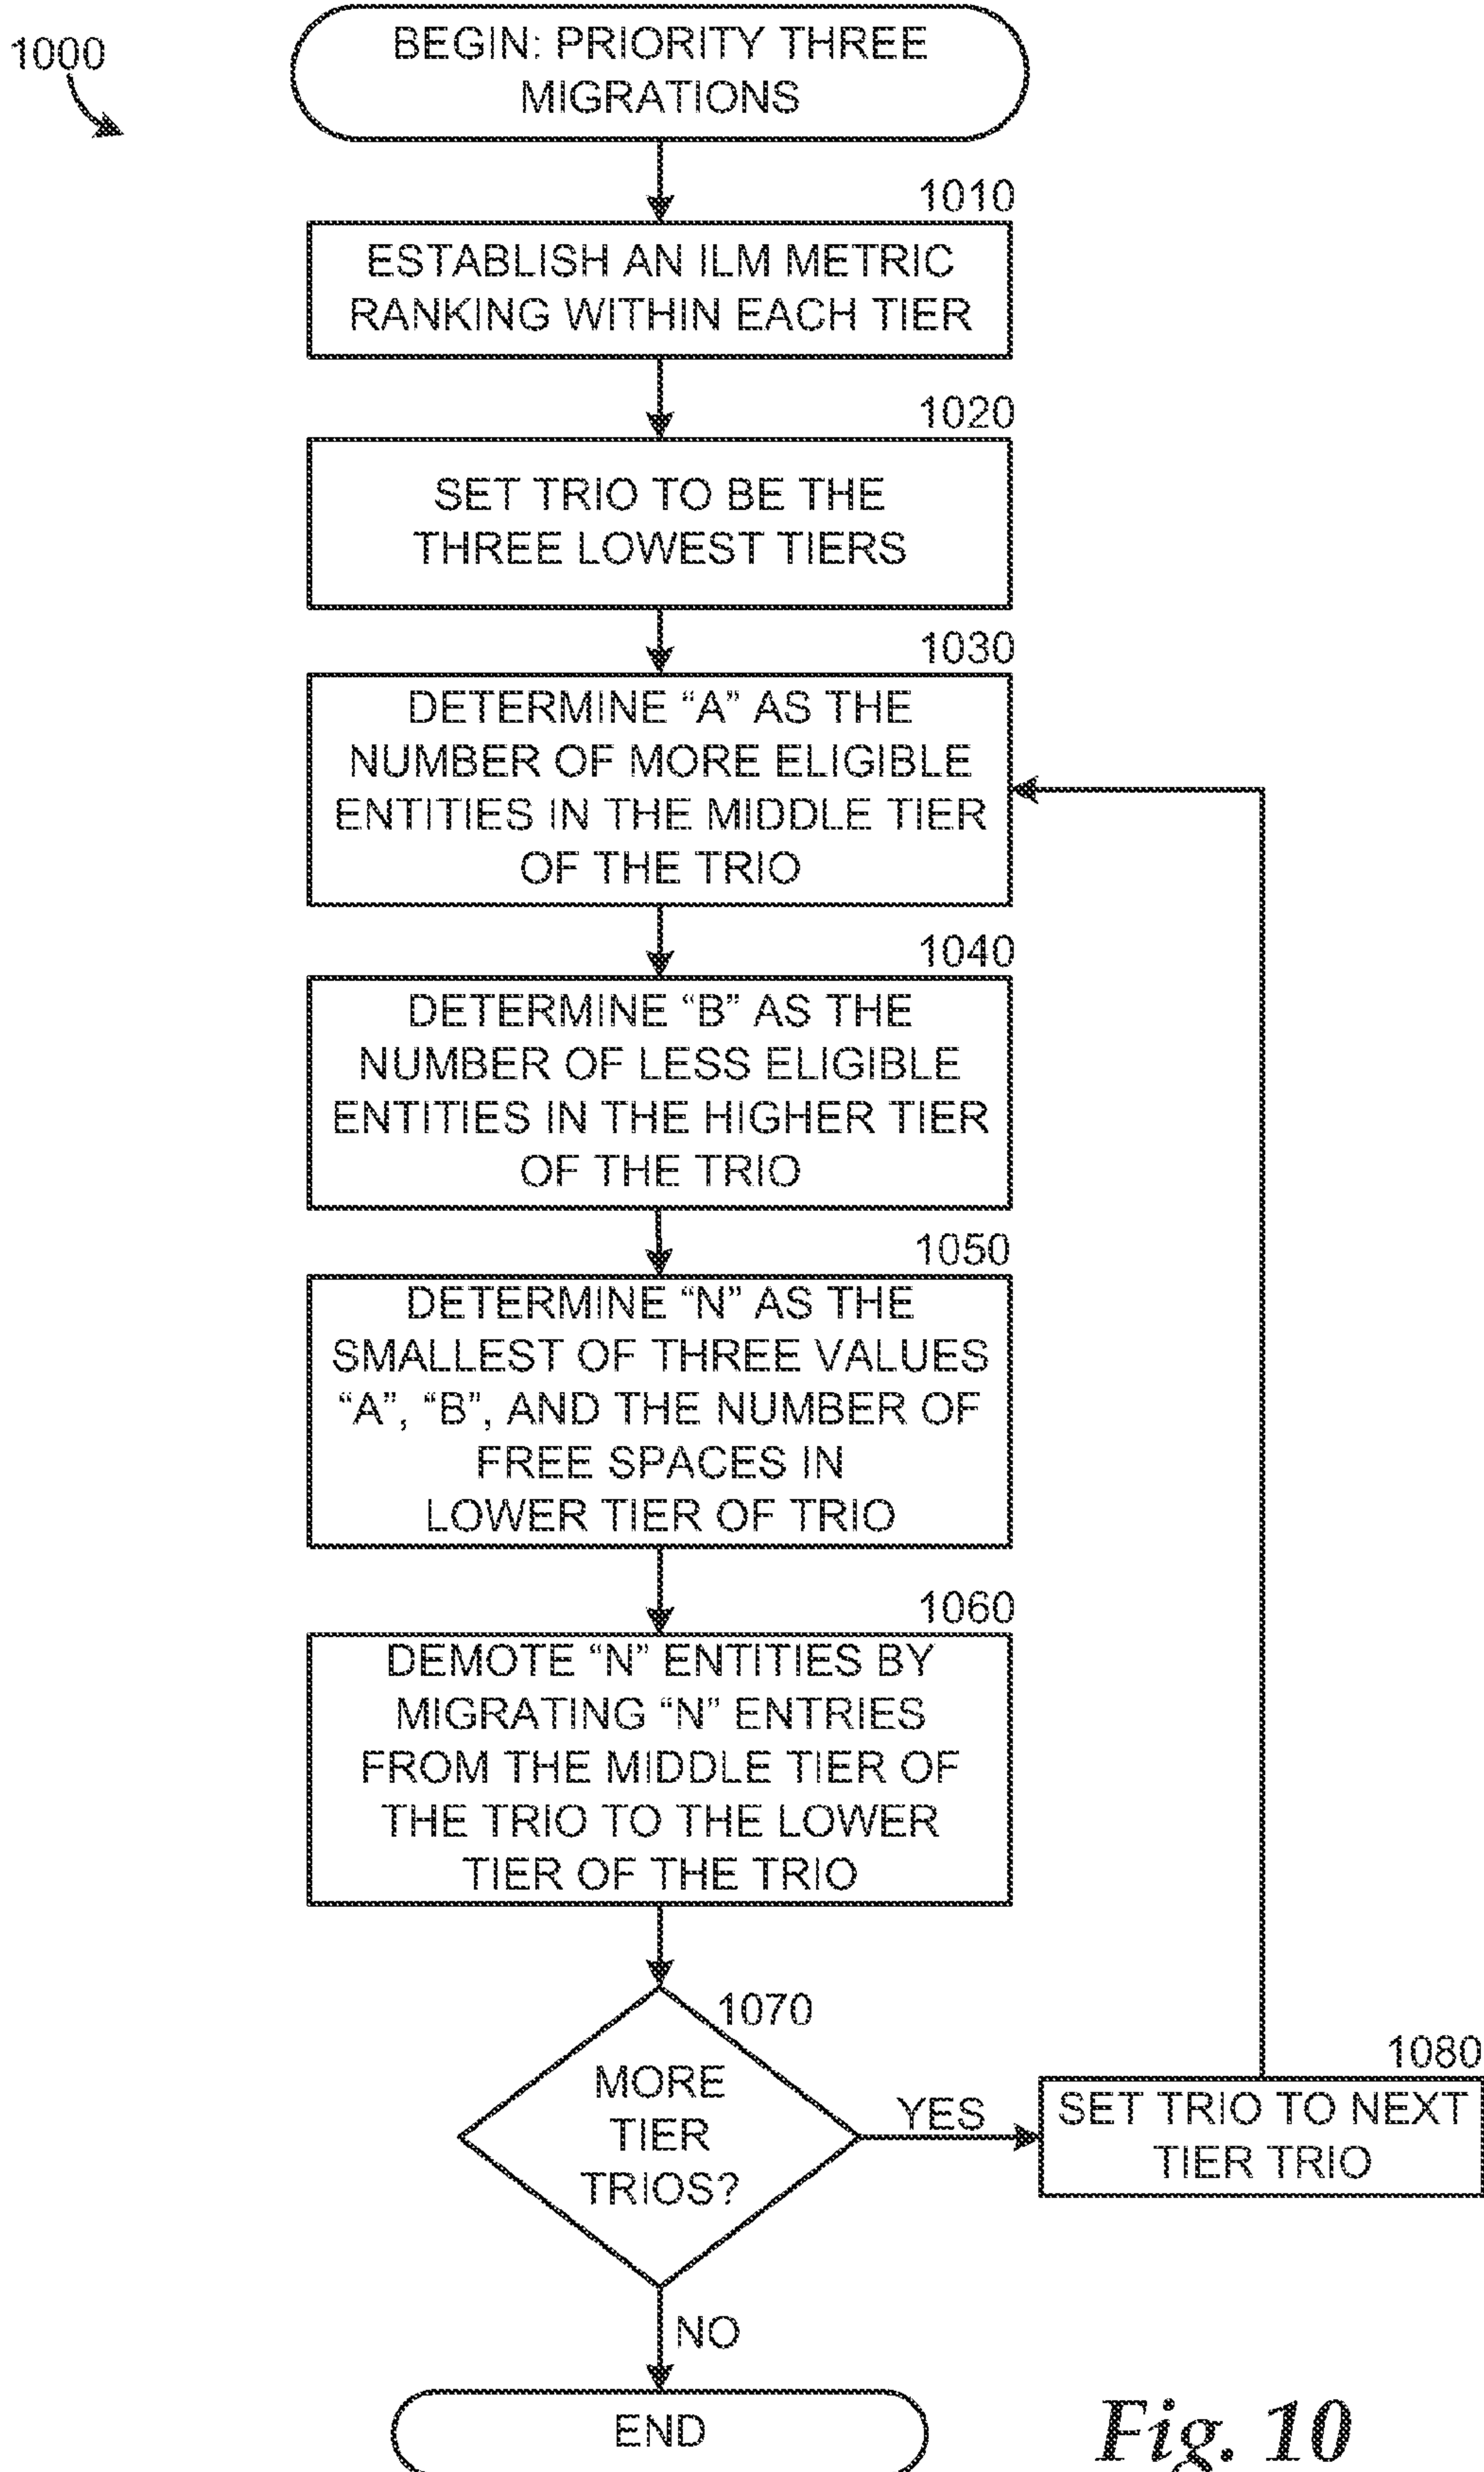 1000
BEGIN: PRIORITY THREE
MIGRATIONS
1010
ESTABLISH AN ILM METRIC
RANKING WITHIN EACH TIER
1020
SET TRIO TO BE THE
THREE LOWEST TIERS
1030
DETERMINE “A” AS THE
NUMBER OF MORE ELIGIBLE
ENTITIES IN THE MIDDLE TIER
OF THE TRIO
1040
DETERMINE “B” AS THE
NUMBER OF LESS ELIGIBLE
ENTITIES IN THE HIGHER TIER
OF THE TRIO
1050
DETERMINE “N” AS THE
SMALLEST OF THREE VALUES
“A”, “B”, AND THE NUMBER OF
FREE SPACES IN
LOWER TIER OF TRIO
1060
DEMOTE “N” ENTITIES BY
MIGRATING “N” ENTRIES
FROM THE MIDDLE TIER OF
THE TRIO TO THE LOWER
TIER OF THE TRIO
1070
MORE
TIER
TRIOS?
YES
1080
SET TRIO TO NEXT
TIER TRIO
NO
END
Fig. 10